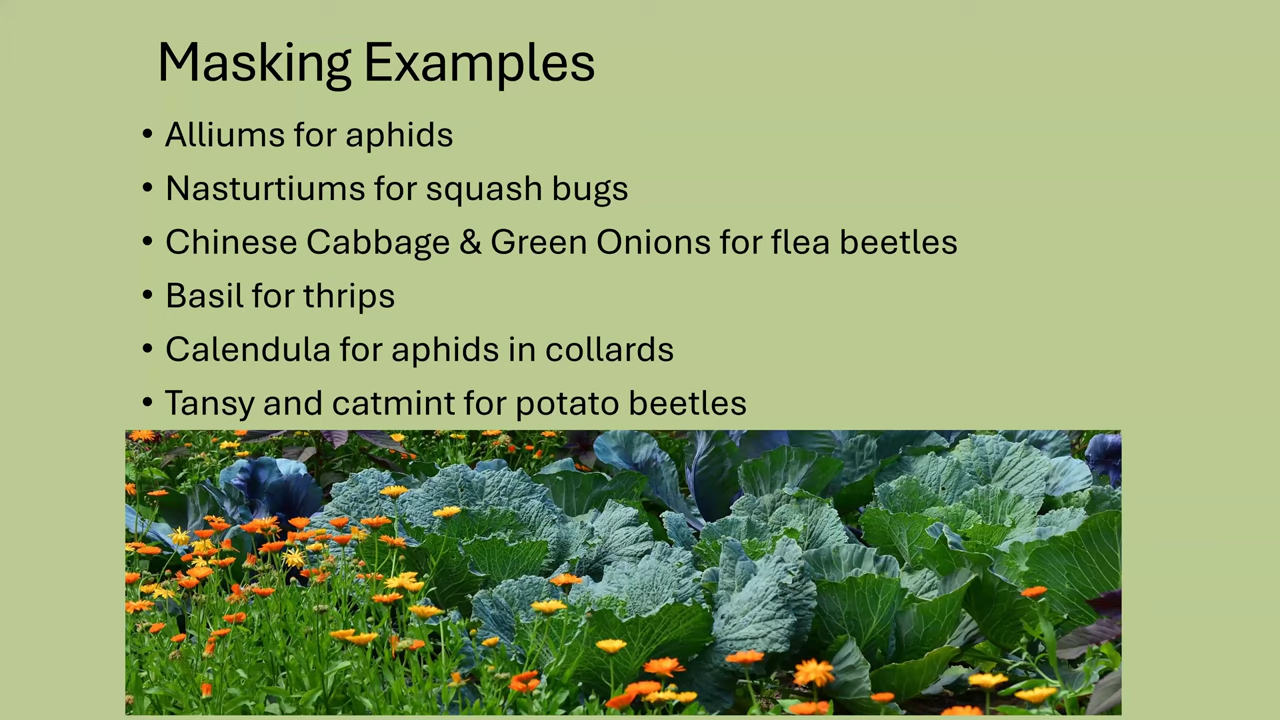 Masking Examples
• Alliums for aphids
• Nasturtiums for squash bugs
• Chinese Cabbage & Green Onions for flea beetles
• Basil for thrips
• Calendula for aphids in collards
• Tansy and catmint for potato beetles